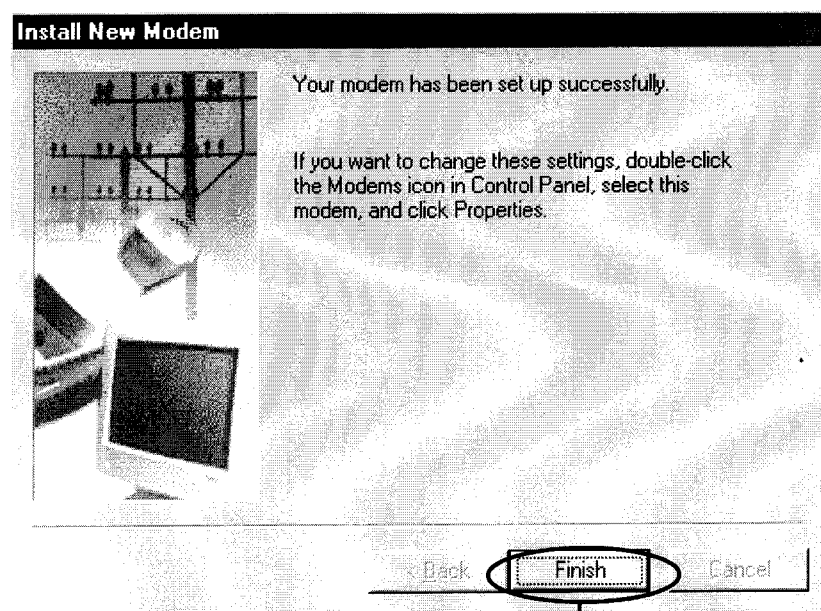 Install New Modem
Your modem has been set up successfully.
If you want to change these settings, double-click
the Modems icon in Control Panel, select this
modem, and click Properties.
< Back
Finish
Cancel